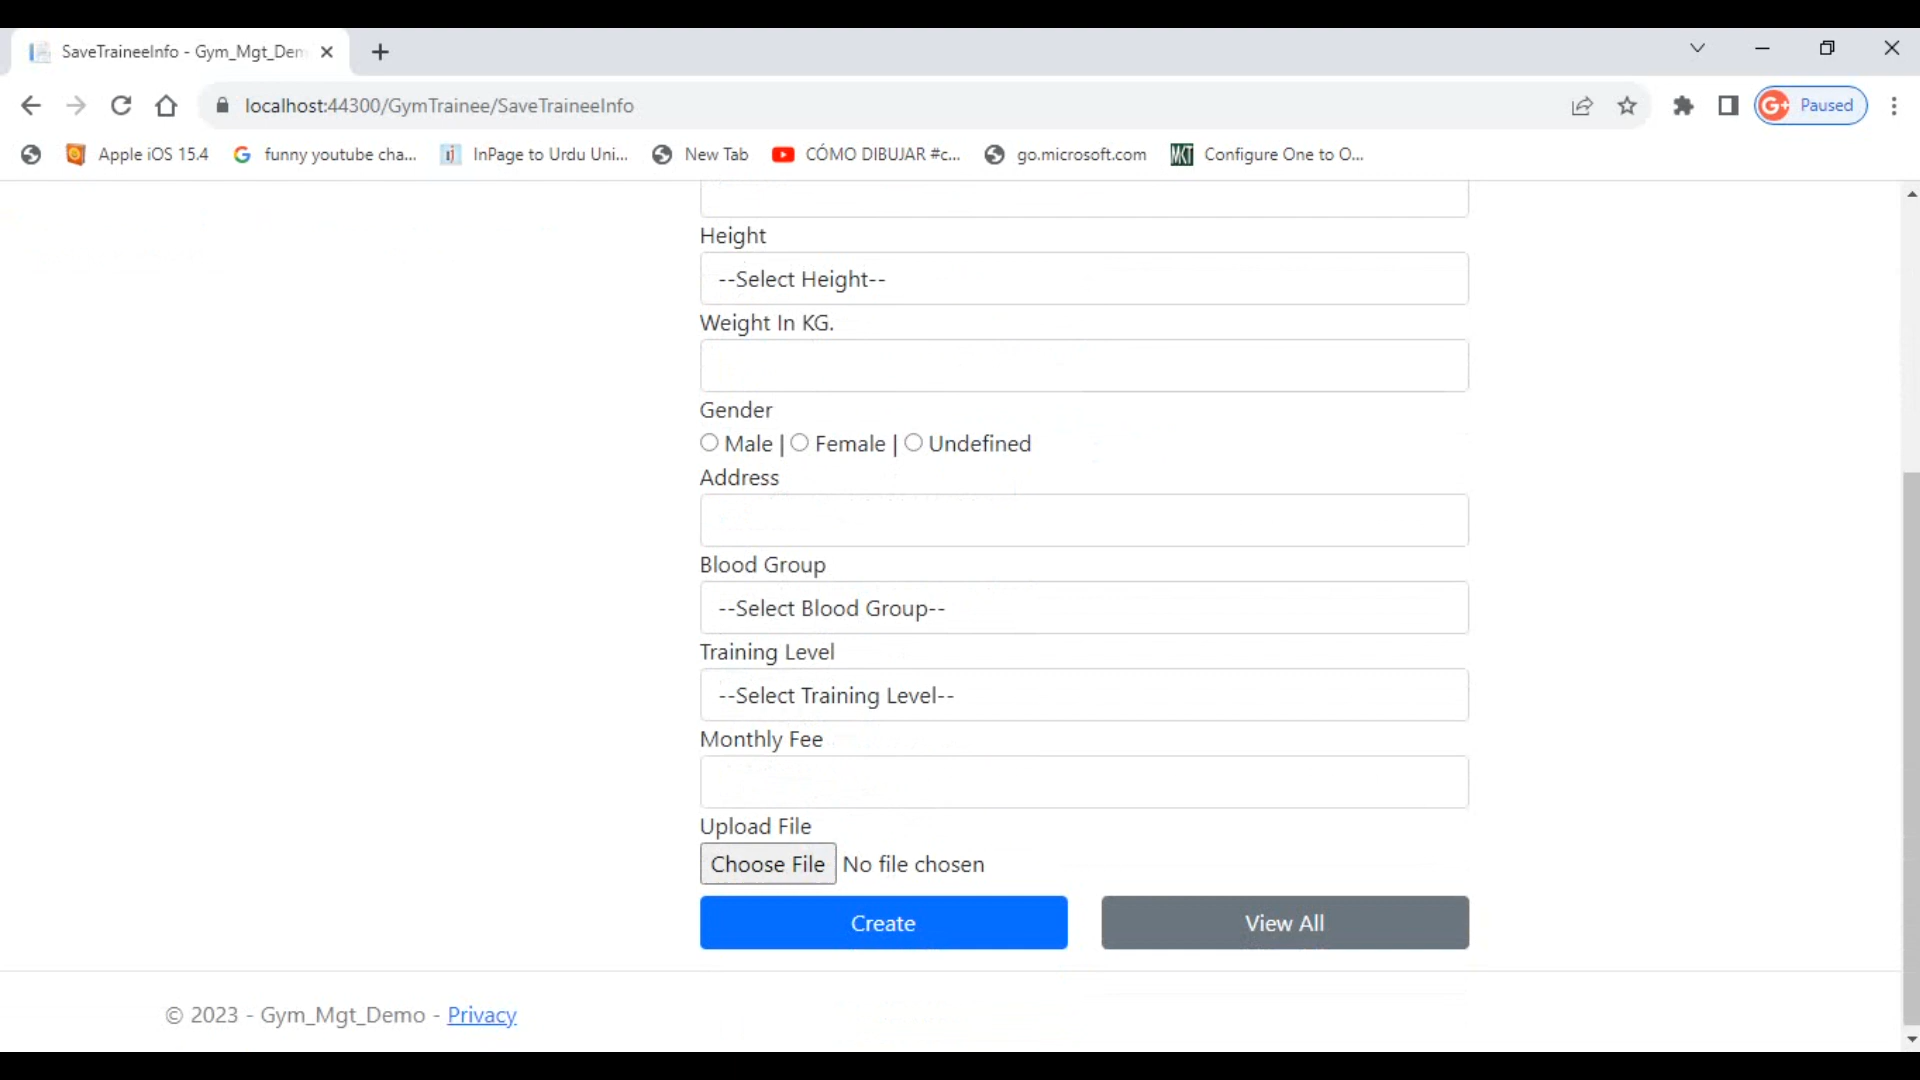 SaveTraineeInfo - Gym_Mgt_Dem
localhost:44300/GymTrainee/SaveTraineeInfo
G+ Paused
Apple iOS 15.4
funny youtube cha...
InPage to Urdu Uni...
New Tab
CÓMO DIBUJAR #c...
go.microsoft.com
MKT Configure One to O...
Height
--Select Height--
Weight In KG.
Gender
Male | Female | Undefined
Address
Blood Group
--Select Blood Group--
Training Level
--Select Training Level--
Monthly Fee
Upload File
Choose File No file chosen
Create View All
© 2023 - Gym_Mgt_Demo - Privacy